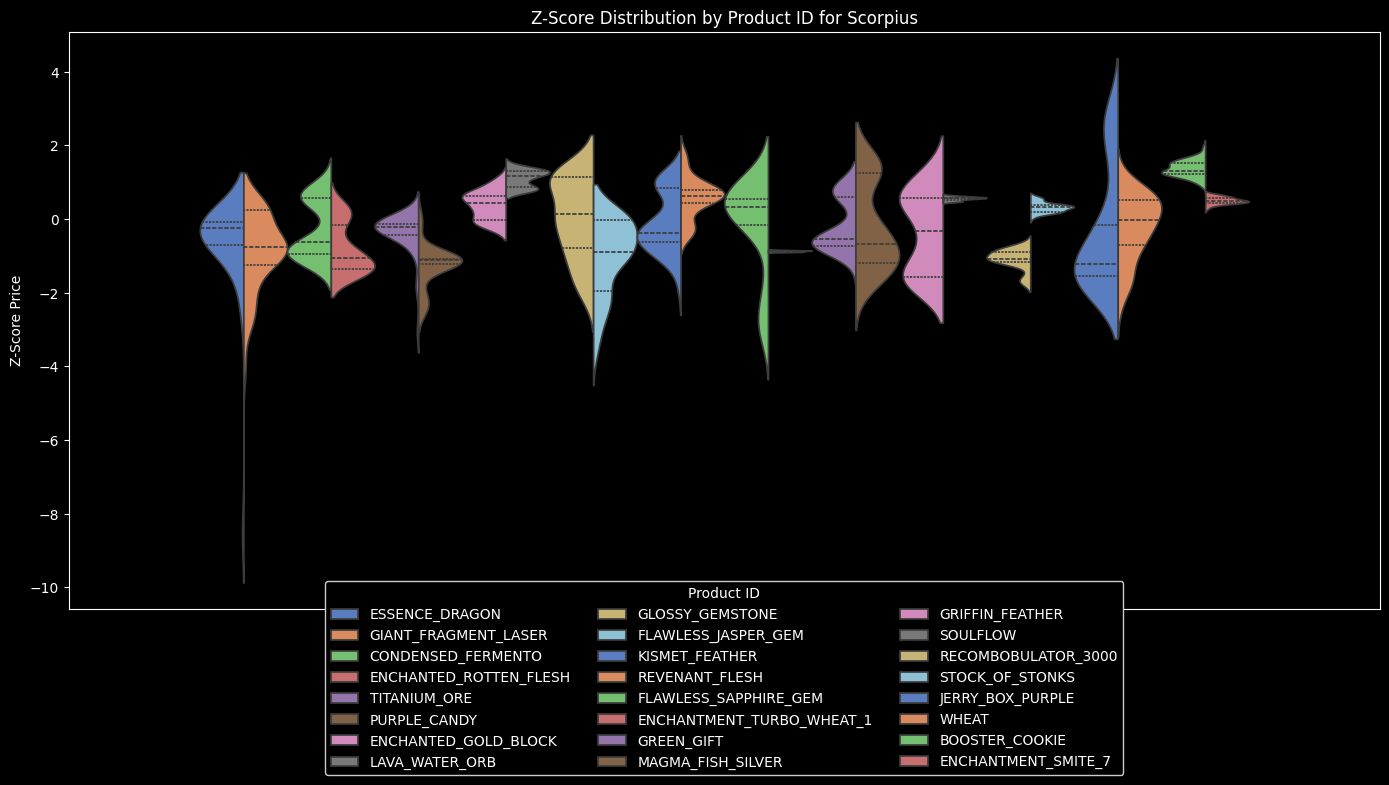 Z-Score Distribution by Product ID for Scorpius
Z-Score Price
4
2
0
−2
−4
−6
−8
−10
Product ID
ESSENCE_DRAGON
GIANT_FRAGMENT_LASER
CONDENSED_FERMENTO
ENCHANTED_ROTTEN_FLESH
TITANIUM_ORE
PURPLE_CANDY
ENCHANTED_GOLD_BLOCK
LAVA_WATER_ORB
GLOSSY_GEMSTONE
FLAWLESS_JASPER_GEM
KISMET_FEATHER
REVENANT_FLESH
FLAWLESS_SAPPHIRE_GEM
ENCHANTMENT_TURBO_WHEAT_1
GREEN_GIFT
MAGMA_FISH_SILVER
GRIFFIN_FEATHER
SOULFLOW
RECOMBOBULATOR_3000
STOCK_OF_STONKS
JERRY_BOX_PURPLE
WHEAT
BOOSTER_COOKIE
ENCHANTMENT_SMITE_7